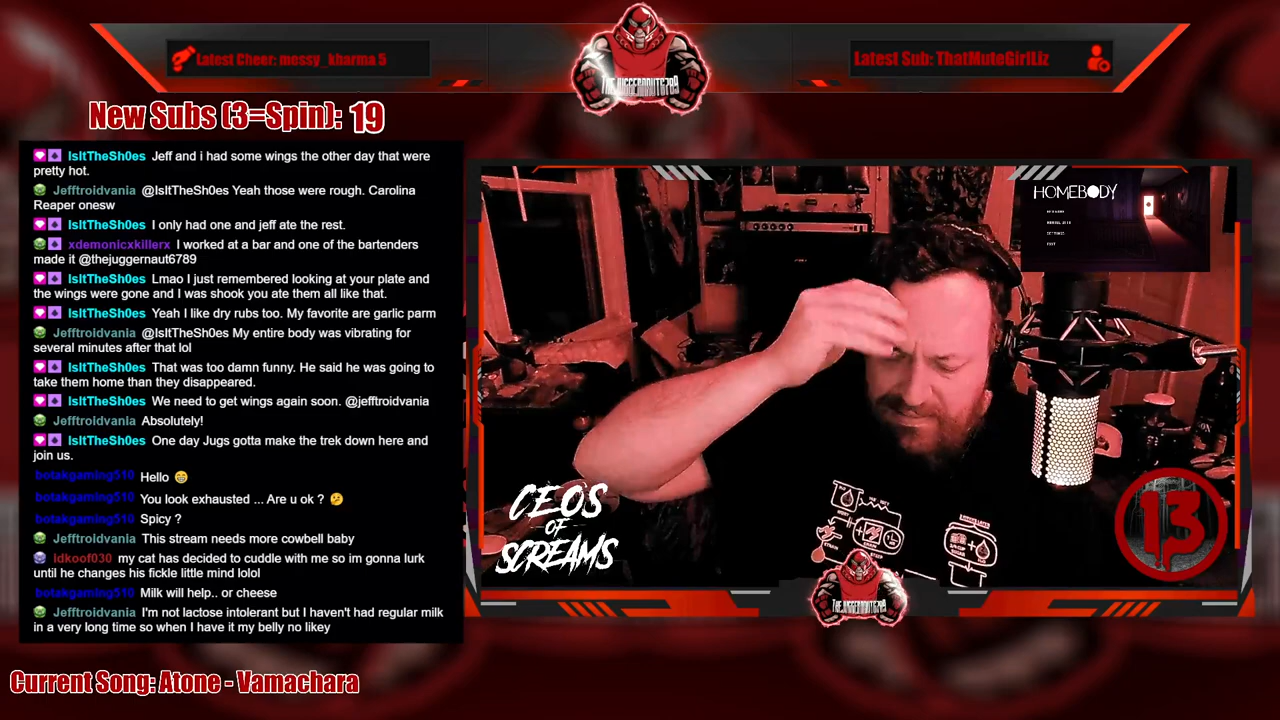 Latest Cheer: messy_kharma 5
THEJUGGERNAUT6789
Latest Sub: ThatMuteGirlLiz
New Subs (3=Spin): 19
IsItTheSh0es Jeff and i had some wings the other day that were
pretty hot.
Jefftroidvania @IsItTheSh0es Yeah those were rough. Carolina
Reaper onesw
IsItTheSh0es I only had one and jeff ate the rest.
xdemonicxkillerx I worked at a bar and one of the bartenders
made it @thejuggernaut6789
IsItTheSh0es Lmao I just remembered looking at your plate and
the wings were gone and I was shook you ate them all like that.
IsItTheSh0es Yeah I like dry rubs too. My favorite are garlic parm
Jefftroidvania @IsItTheSh0es My entire body was vibrating for
several minutes after that lol
IsItTheSh0es That was too damn funny. He said he was going to
take them home than they disappeared.
IsItTheSh0es We need to get wings again soon. @jefftroidvania
Jefftroidvania Absolutely!
IsItTheSh0es One day Jugs gotta make the trek down here and
join us.
botakgaming510 Hello 😁
botakgaming510 You look exhausted ... Are u ok ? 😕
botakgaming510 Spicy ?
Jefftroidvania This stream needs more cowbell baby
Idkoof030 my cat has decided to cuddle with me so im gonna lurk
until he changes his fickle little mind lolol
botakgaming510 Milk will help.. or cheese
Jefftroidvania I'm not lactose intolerant but I haven't had regular milk
in a very long time so when I have it my belly no likey
HOMEBODY
CEOS
OF
SCREAMS
13
THEJUGGERNAUT6789
Current Song: Atone - Vamachara